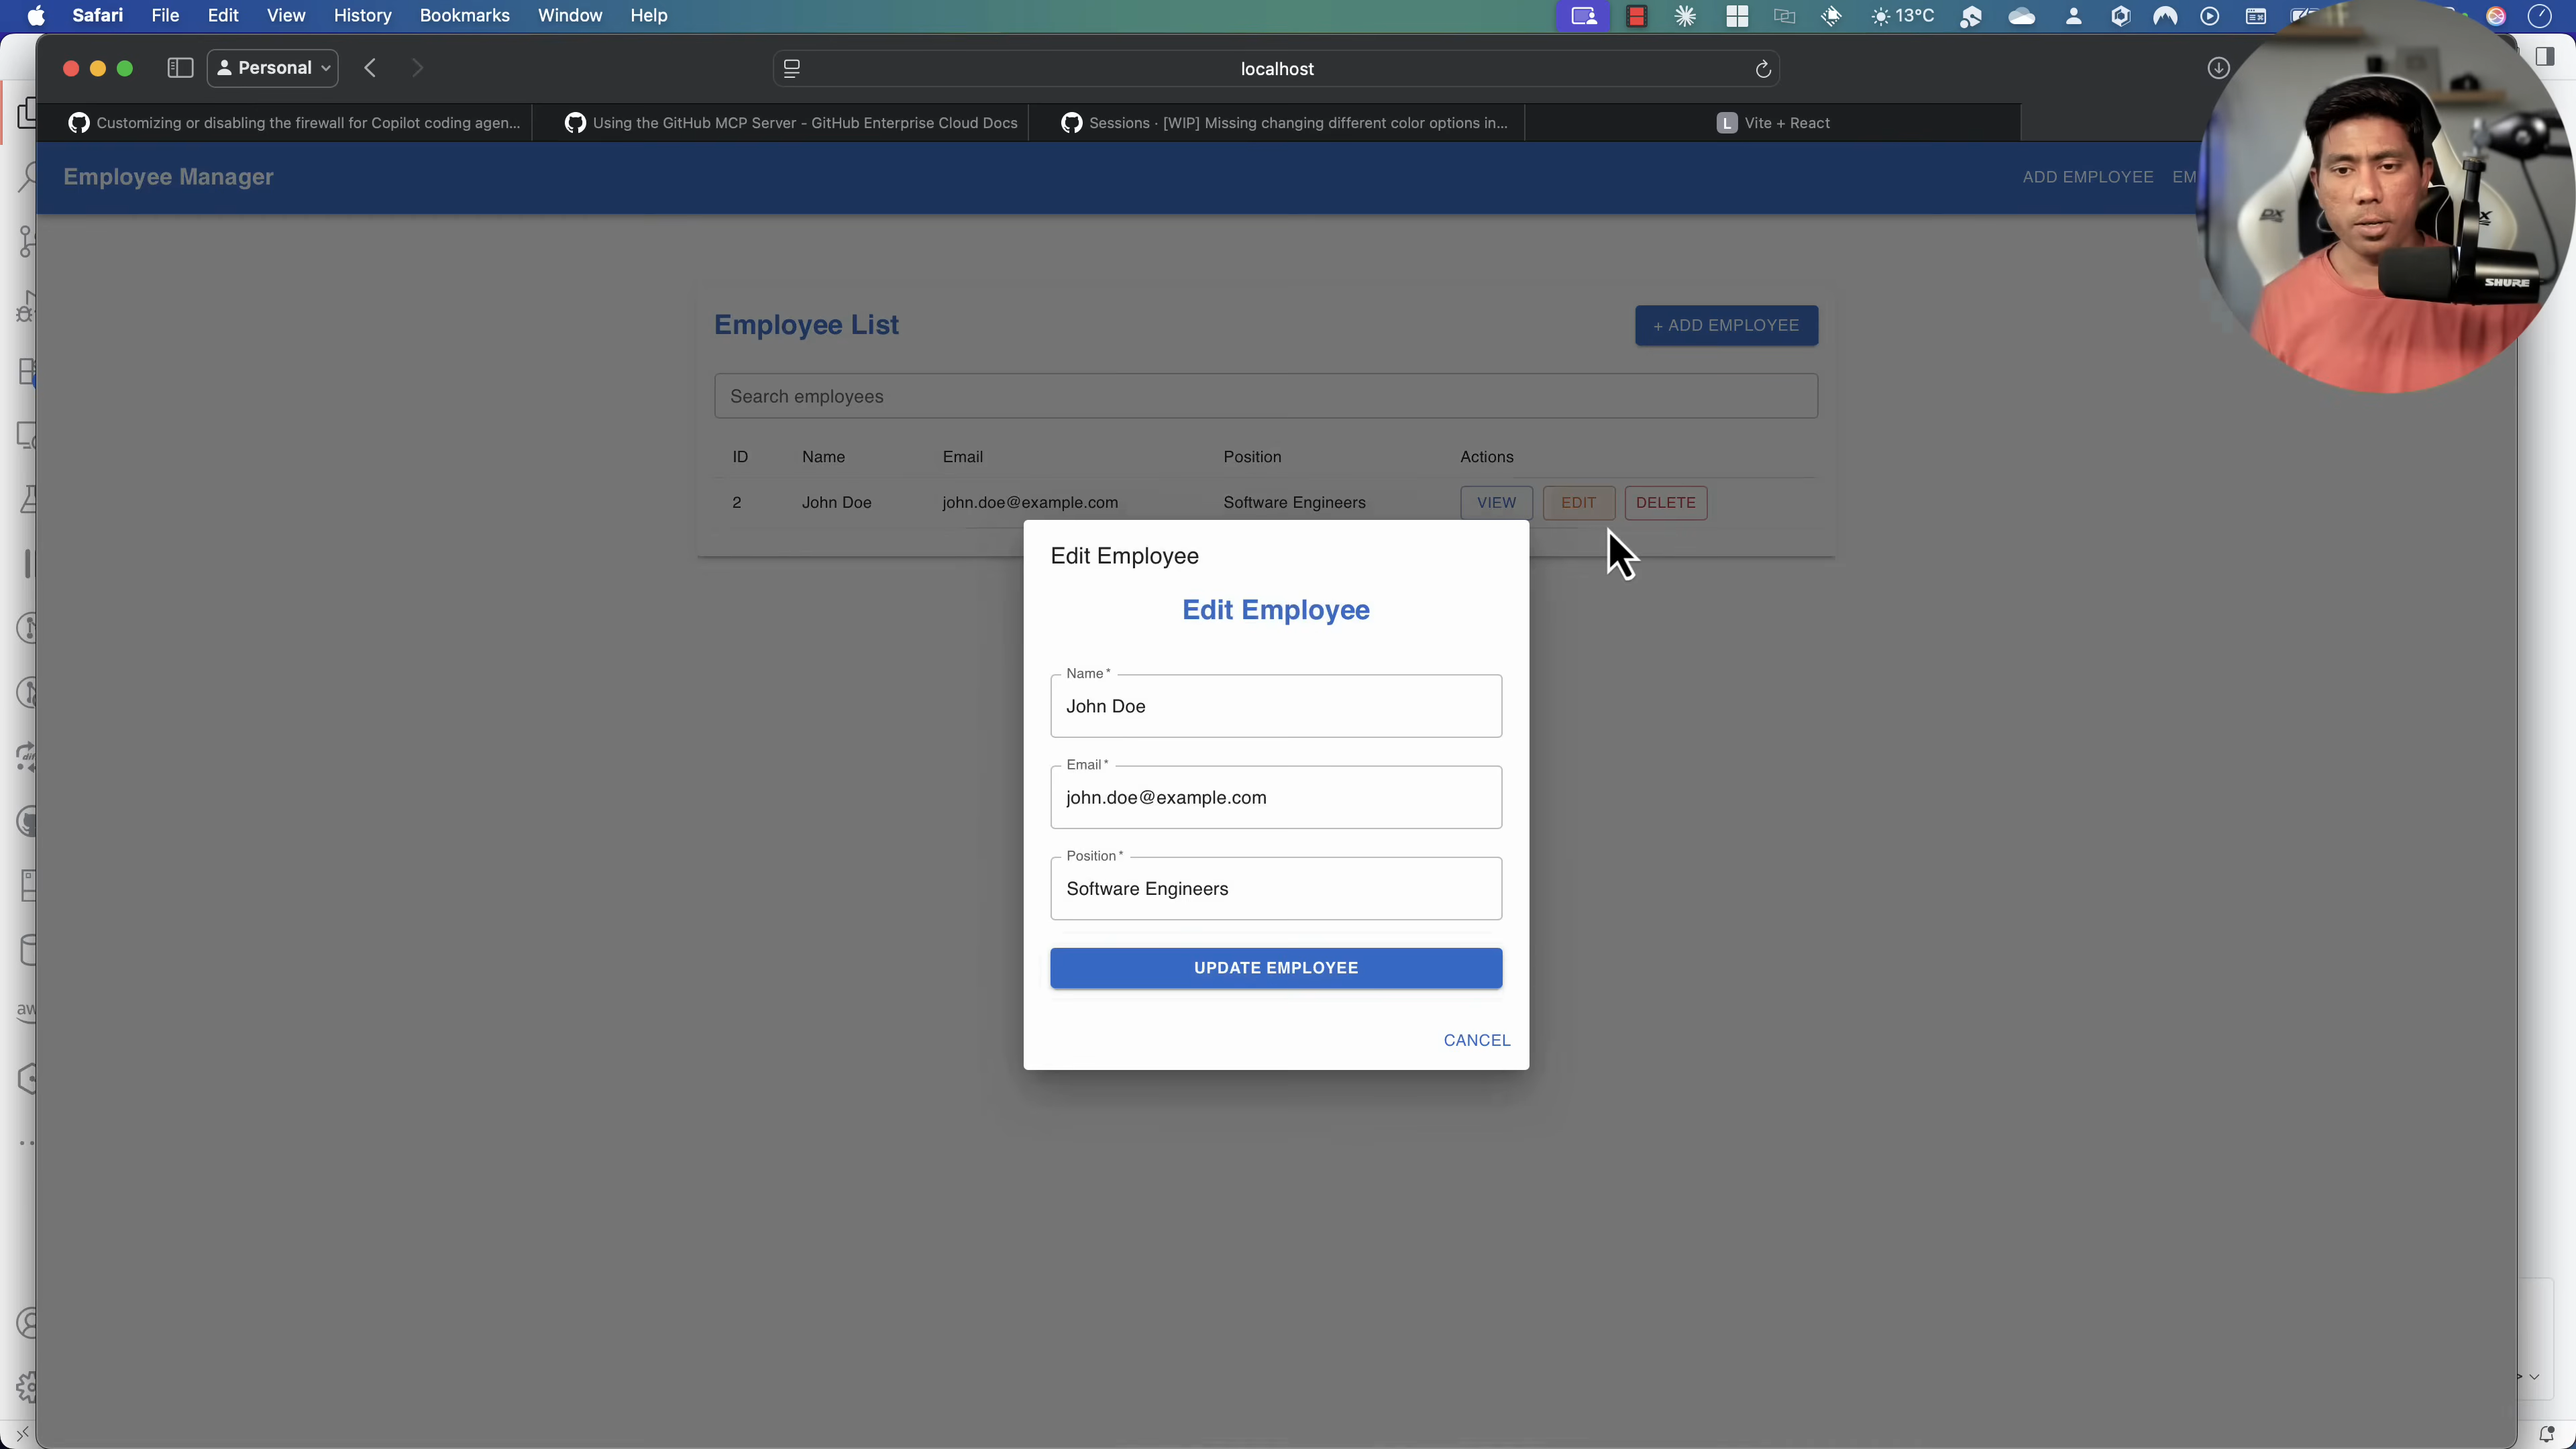 Safari File Edit View History Bookmarks Window Help 13°C
Personal localhost
Customizing or disabling the firewall for Copilot coding agen... Using the GitHub MCP Server - GitHub Enterprise Cloud Docs Sessions · [WIP] Missing changing different color options in... L Vite + React
Employee Manager ADD EMPLOYEE EM
SHURE
Employee List + ADD EMPLOYEE
Search employees
ID Name Email Position Actions
2 John Doe john.doe@example.com Software Engineers VIEW EDIT DELETE
Edit Employee
Edit Employee
Name *
John Doe
Email *
john.doe@example.com
Position *
Software Engineers
UPDATE EMPLOYEE
CANCEL